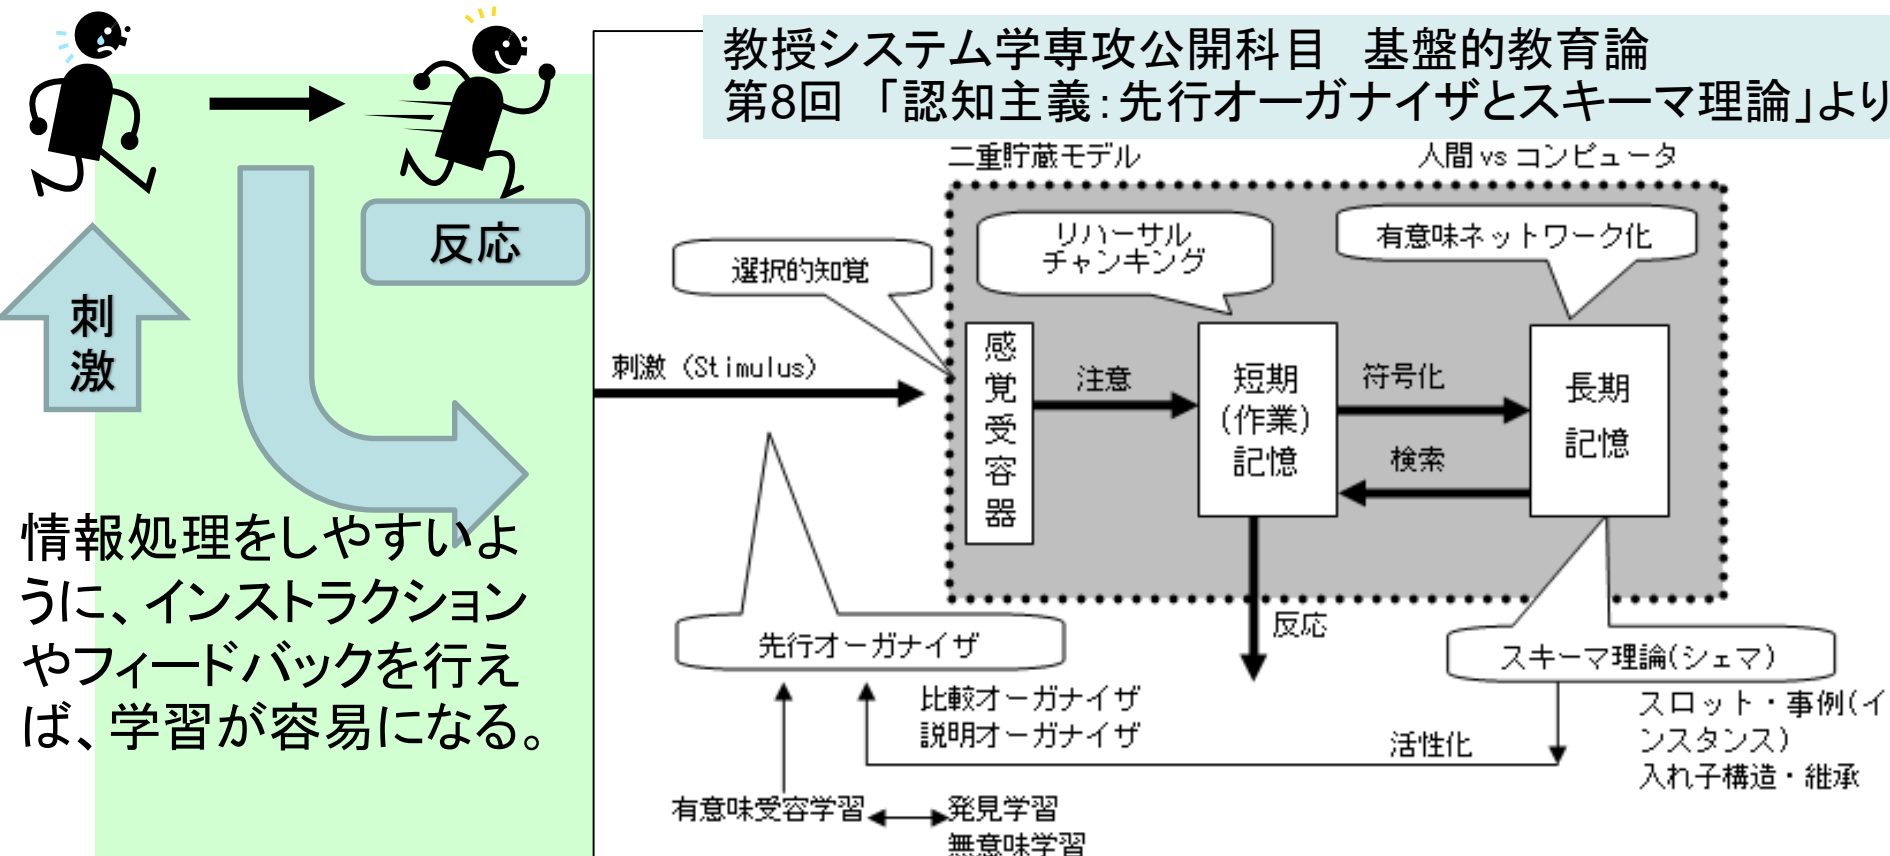 教授システム学専攻公開科目　基盤的教育論
第8回 「認知主義：先行オーガナイザとスキーマ理論」より
反応
刺
激
情報処理をしやすいよ
うに、インストラクション
やフィードバックを行え
ば、学習が容易になる。
二重貯蔵モデル
人間 vs コンピュータ
選択的知覚
リハーサル
チャンキング
有意味ネットワーク化
刺激 (Stimulus)
感
覚
受
容
器
注意
短期
(作業)
記憶
符号化
検索
長期
記憶
反応
先行オーガナイザ
スキーマ理論(シェマ)
比較オーガナイザ
説明オーガナイザ
活性化
スロット・事例(イ
ンスタンス)
入れ子構造・継承
有意味受容学習
発見学習
無意味学習